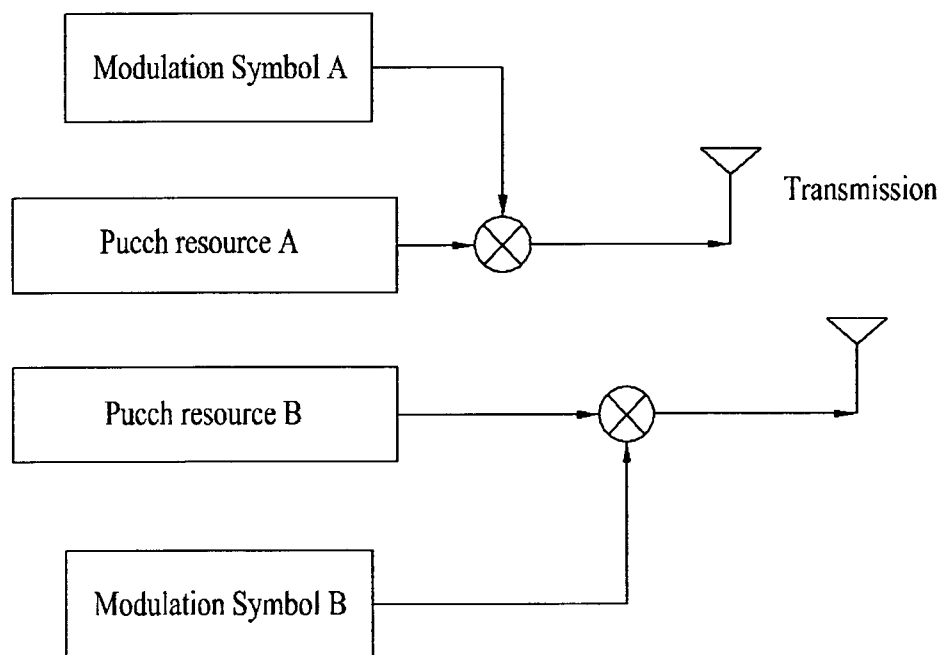 Modulation Symbol A
Transmission
Pucch resource A
Pucch resource B
Modulation Symbol B